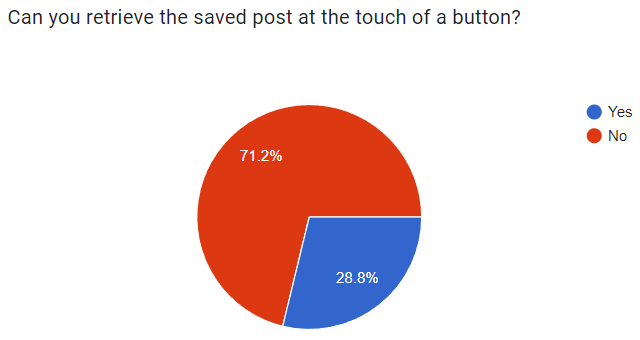 Can you retrieve the saved post at the touch of a button?
Yes
No
71.2%
28.8%